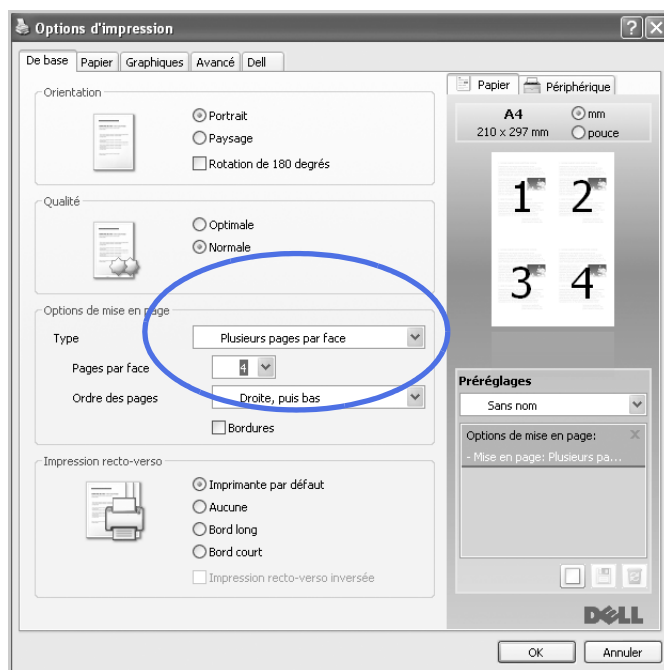 Options d'impression
De base Papier Graphiques Avancé Dell
Orientation
Portrait
Paysage
Rotation de 180 degrés
Qualité
Optimale
Normale
Options de mise en page
Type Plusieurs pages par face
Pages par face 4
Ordre des pages Droite, puis bas
Bordures
Impression recto-verso
Imprimante par défaut
Aucune
Bord long
Bord court
Impression recto-verso inversée
Papier Périphérique
A4 mm
210 x 297 mm pouce
1 2
3 4
Préréglages
Sans nom
Options de mise en page:
- Mise en page: Plusieurs pa...
DELL
OK Annuler